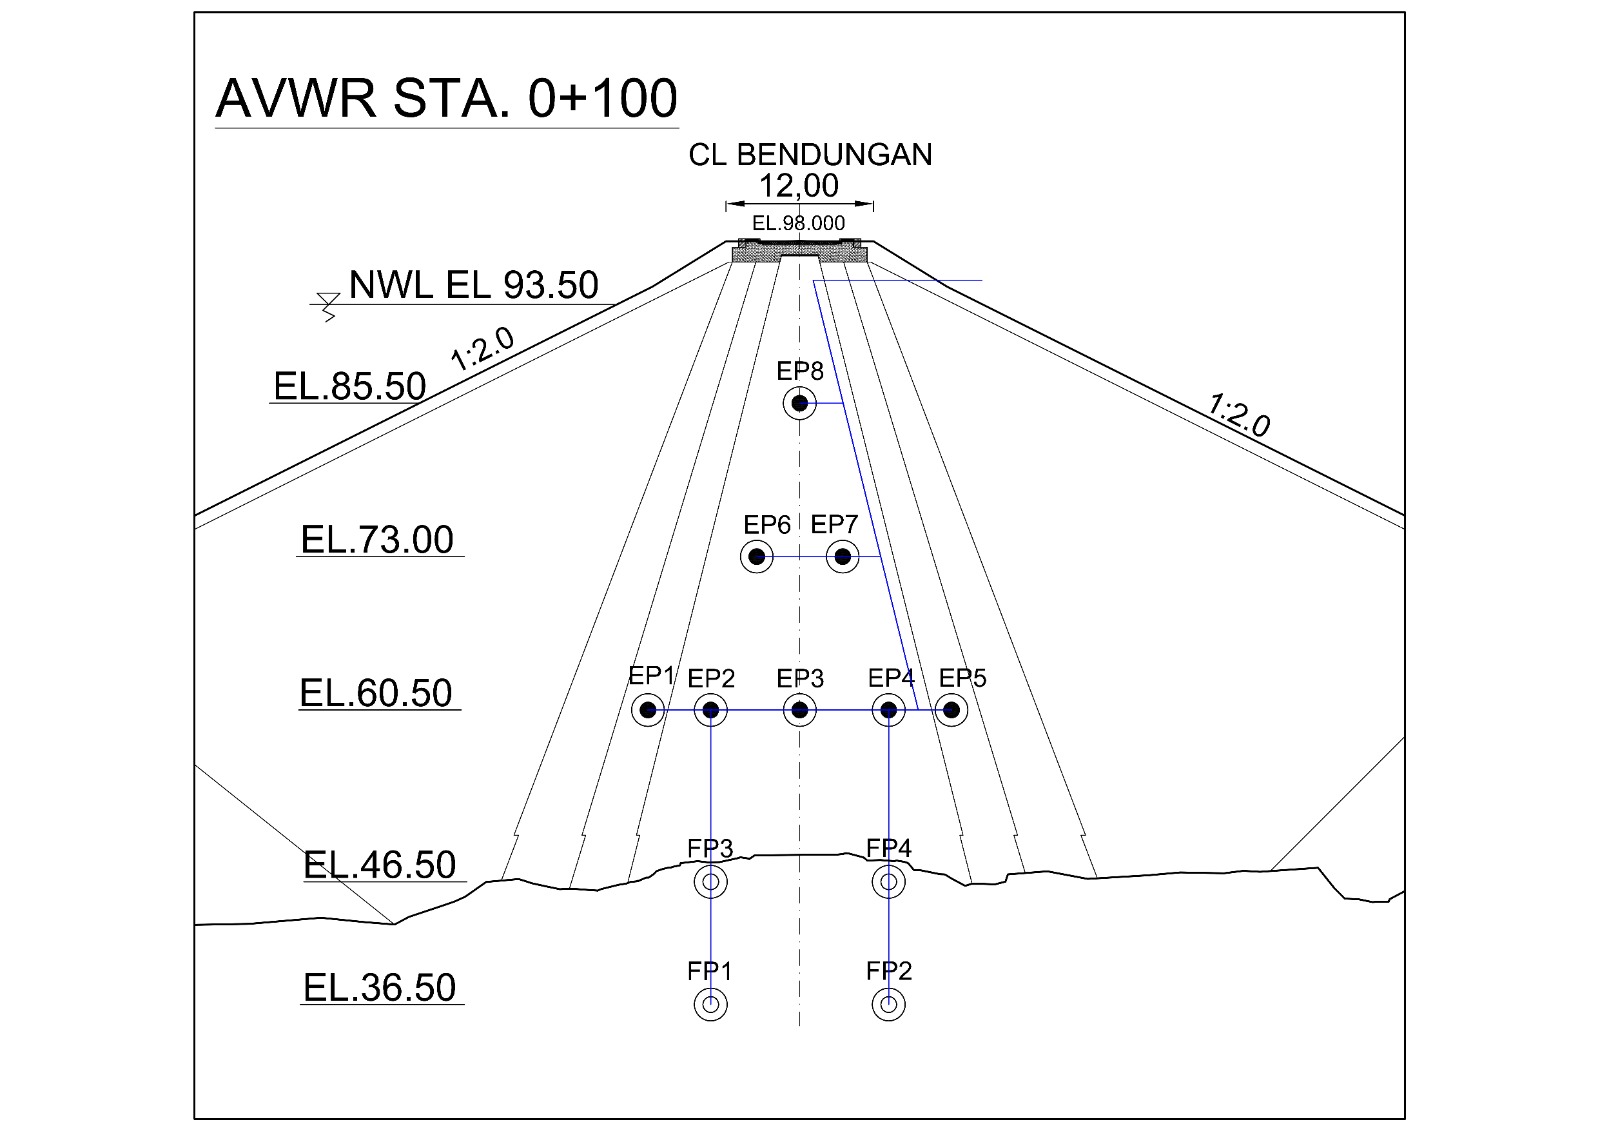 AVWR STA. 0+100
CL BENDUNGAN
12,00
EL.98.000
NWL EL 93.50
1:2.0
EL.85.50
EP8
1:2.0
EL.73.00
EP6 EP7
EL.60.50
EP1 EP2 EP3 EP4 EP5
EL.46.50
FP3 FP4
EL.36.50
FP1 FP2